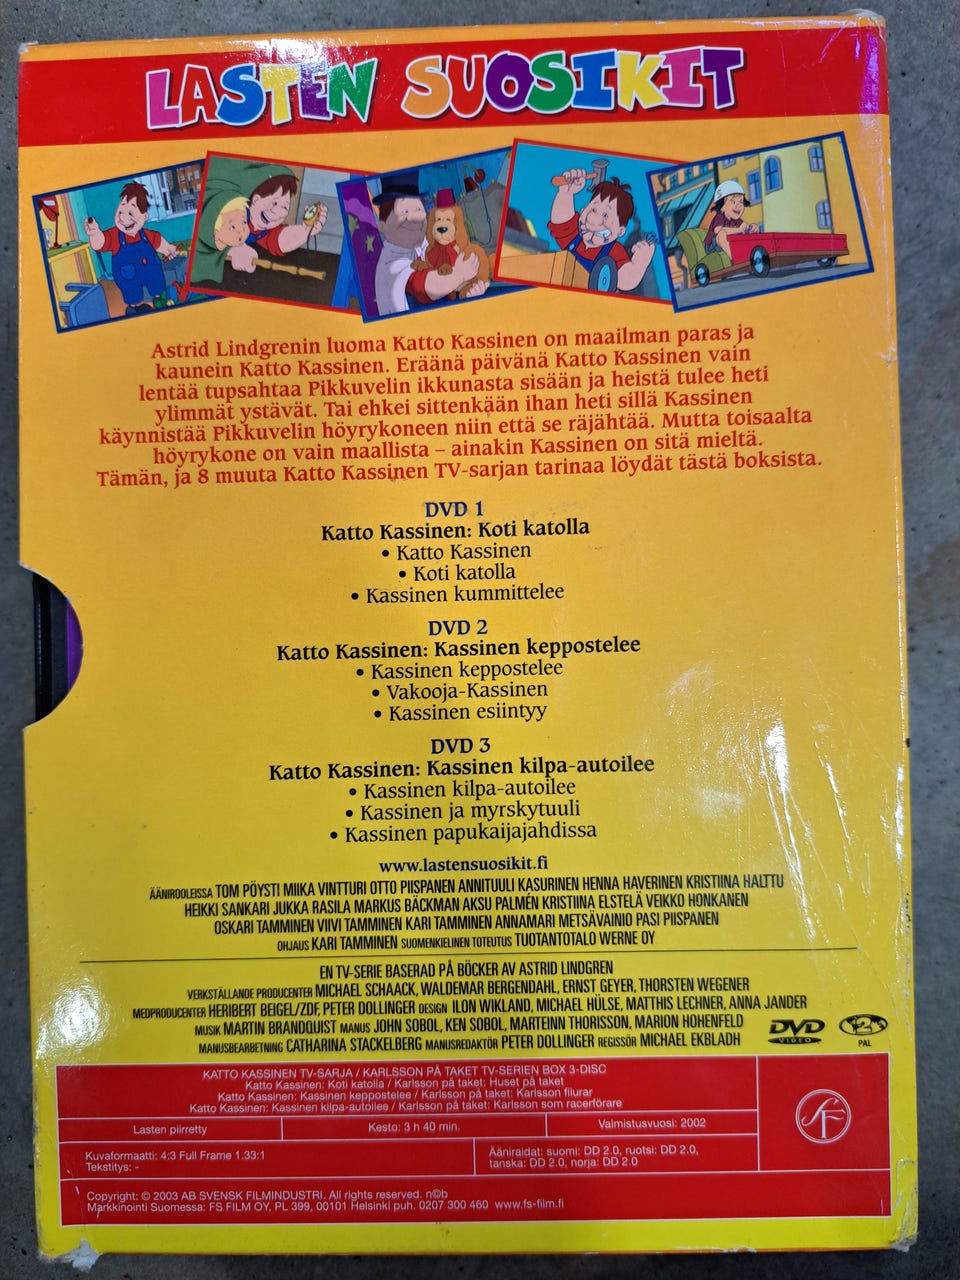 LASTEN SUOSIKIT
Astrid Lindgrenin luoma Katto Kassinen on maailman paras ja
kaunein Katto Kassinen. Eräänä päivänä Katto Kassinen vain
lentää tupsahtaa Pikkuvelin ikkunasta sisään ja heistä tulee heti
ylimmät ystävät. Tai ehkei sittenkään ihan heti sillä Kassinen
käynnistää Pikkuvelin höyrykoneen niin että se räjähtää. Mutta toisaalta
höyrykone on vain maallista – ainakin Kassinen on sitä mieltä.
Tämän, ja 8 muuta Katto Kassinen TV-sarjan tarinaa löydät tästä boksista.
DVD 1
Katto Kassinen: Koti katolla
• Katto Kassinen
• Koti katolla
• Kassinen kummittelee
DVD 2
Katto Kassinen: Kassinen keppostelee
• Kassinen keppostelee
• Vakooja-Kassinen
• Kassinen esiintyy
DVD 3
Katto Kassinen: Kassinen kilpa-autoilee
• Kassinen kilpa-autoilee
• Kassinen ja myrskytuuli
• Kassinen papukaijajahdissa
www.lastensuosikit.fi
ÄÄNIROOLEISSA TOM PÖYSTI MIIKA VINTTURI OTTO PIISPANEN ANNITUULI KASURINEN HENNA HAVERINEN KRISTIINA HALTTU
HEIKKI SANKARI JUKKA RASILA MARKUS BÄCKMAN AKSU PALMÉN KRISTIINA ELSTELÄ VEIKKO HONKANEN
OSKARI TAMMINEN VIIVI TAMMINEN KARI TAMMINEN ANNAMARI METSÄVAINIO PASI PIISPANEN
OHJAUS KARI TAMMINEN SUOMENKIELINEN TOTEUTUS TUOTANTOTALO WERNE OY
EN TV-SERIE BASERAD PÅ BÖCKER AV ASTRID LINDGREN
VERKSTÄLLANDE PRODUCENTER MICHAEL SCHAACK, WALDEMAR BERGENDAHL, ERNST GEYER, THORSTEN WEGENER
MEDPRODUCENTER HERIBERT BEIGEL/ZDF, PETER DOLLINGER DESIGN ILON WIKLAND, MICHAEL HÜLSE, MATTHIS LECHNER, ANNA JANDER
MUSIK MARTIN BRANDQUIST MANUS JOHN SOBOL, KEN SOBOL, MARTEINN THORISSON, MARION HOHENFELD
MANUSBEARBETNING CATHARINA STACKELBERG MANUSREDAKTÖR PETER DOLLINGER REGISSÖR MICHAEL EKBLADH
DVD VIDEO
2
PAL
KATTO KASSINEN TV-SARJA / KARLSSON PÅ TAKET TV-SERIEN BOX 3-DISC
Katto Kassinen: Koti katolla / Karlsson på taket: Huset på taket
Katto Kassinen: Kassinen keppostelee / Karlsson på taket: Karlsson filurar
Katto Kassinen: Kassinen kilpa-autoilee / Karlsson på taket: Karlsson som racerförare
Lasten piirretty
Kesto: 3 h 40 min.
Valmistusvuosi: 2002
Kuvaformaatti: 4:3 Full Frame 1.33:1
Tekstitys: -
Ääniraidat: suomi: DD 2.0, ruotsi: DD 2.0,
tanska: DD 2.0, norja: DD 2.0
SF
Copyright: © 2003 AB SVENSK FILMINDUSTRI. All rights reserved. n©b
Markkinointi Suomessa: FS FILM OY, PL 399, 00101 Helsinki puh. 0207 300 460 www.fs-film.fi